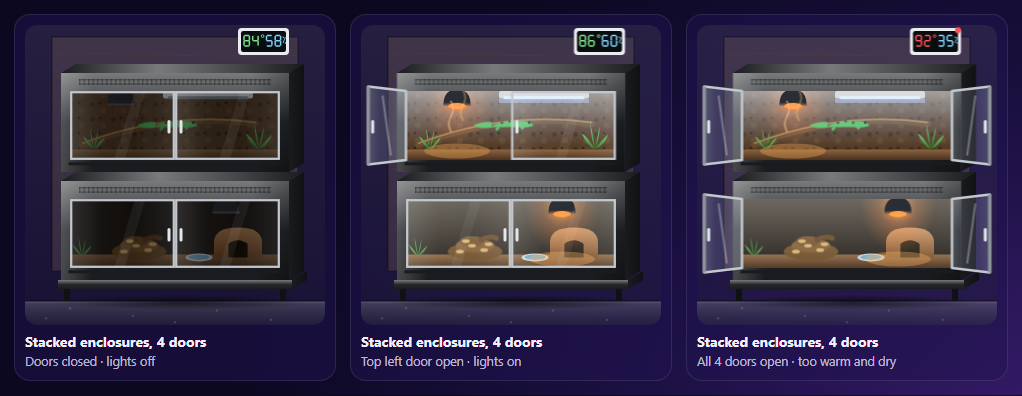 84°58%
86°60%
92°35%
Stacked enclosures, 4 doors
Doors closed · lights off
Stacked enclosures, 4 doors
Top left door open · lights on
Stacked enclosures, 4 doors
All 4 doors open · too warm and dry